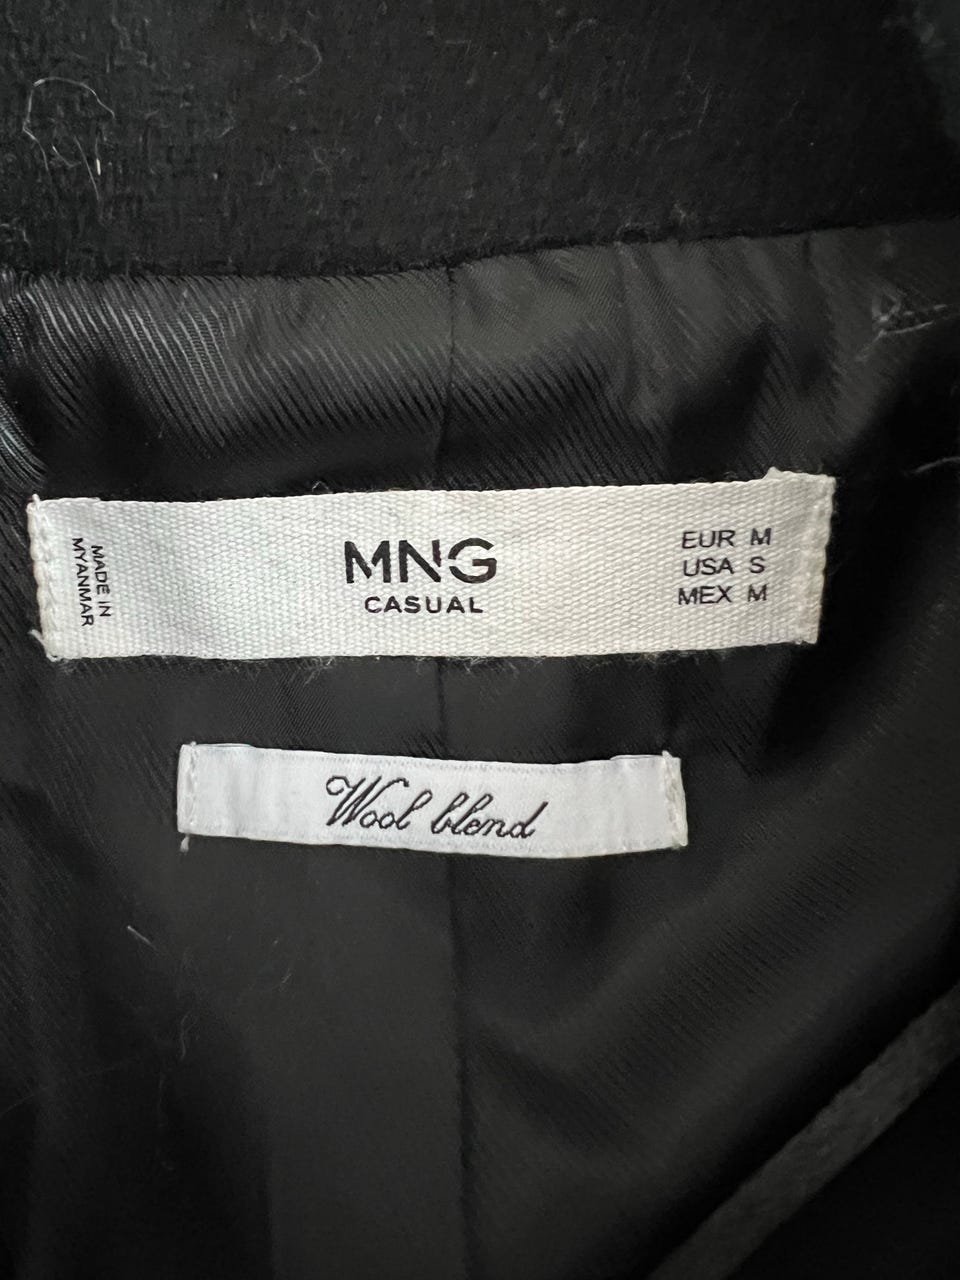 MADE IN
MYANMAR
MNG
CASUAL
EUR M
USA S
MEX M
Wool blend